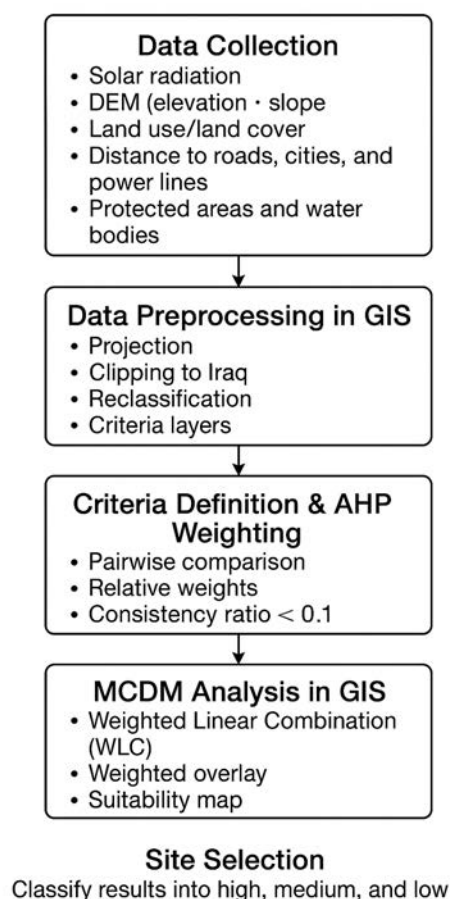 Data Collection
• Solar radiation
• DEM (elevation · slope
• Land use/land cover
• Distance to roads, cities, and
power lines
• Protected areas and water
bodies
Data Preprocessing in GIS
• Projection
• Clipping to Iraq
• Reclassification
• Criteria layers
Criteria Definition & AHP
Weighting
• Pairwise comparison
• Relative weights
• Consistency ratio < 0.1
MCDM Analysis in GIS
• Weighted Linear Combination
(WLC)
• Weighted overlay
• Suitability map
Site Selection
Classify results into high, medium, and low